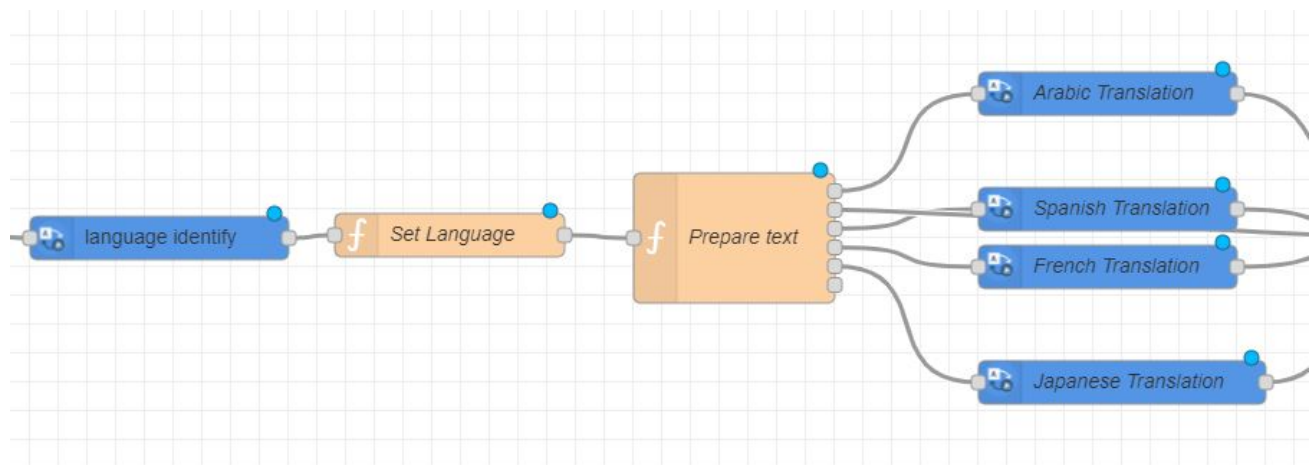 language identify
Set Language
Prepare text
Arabic Translation
Spanish Translation
French Translation
Japanese Translation